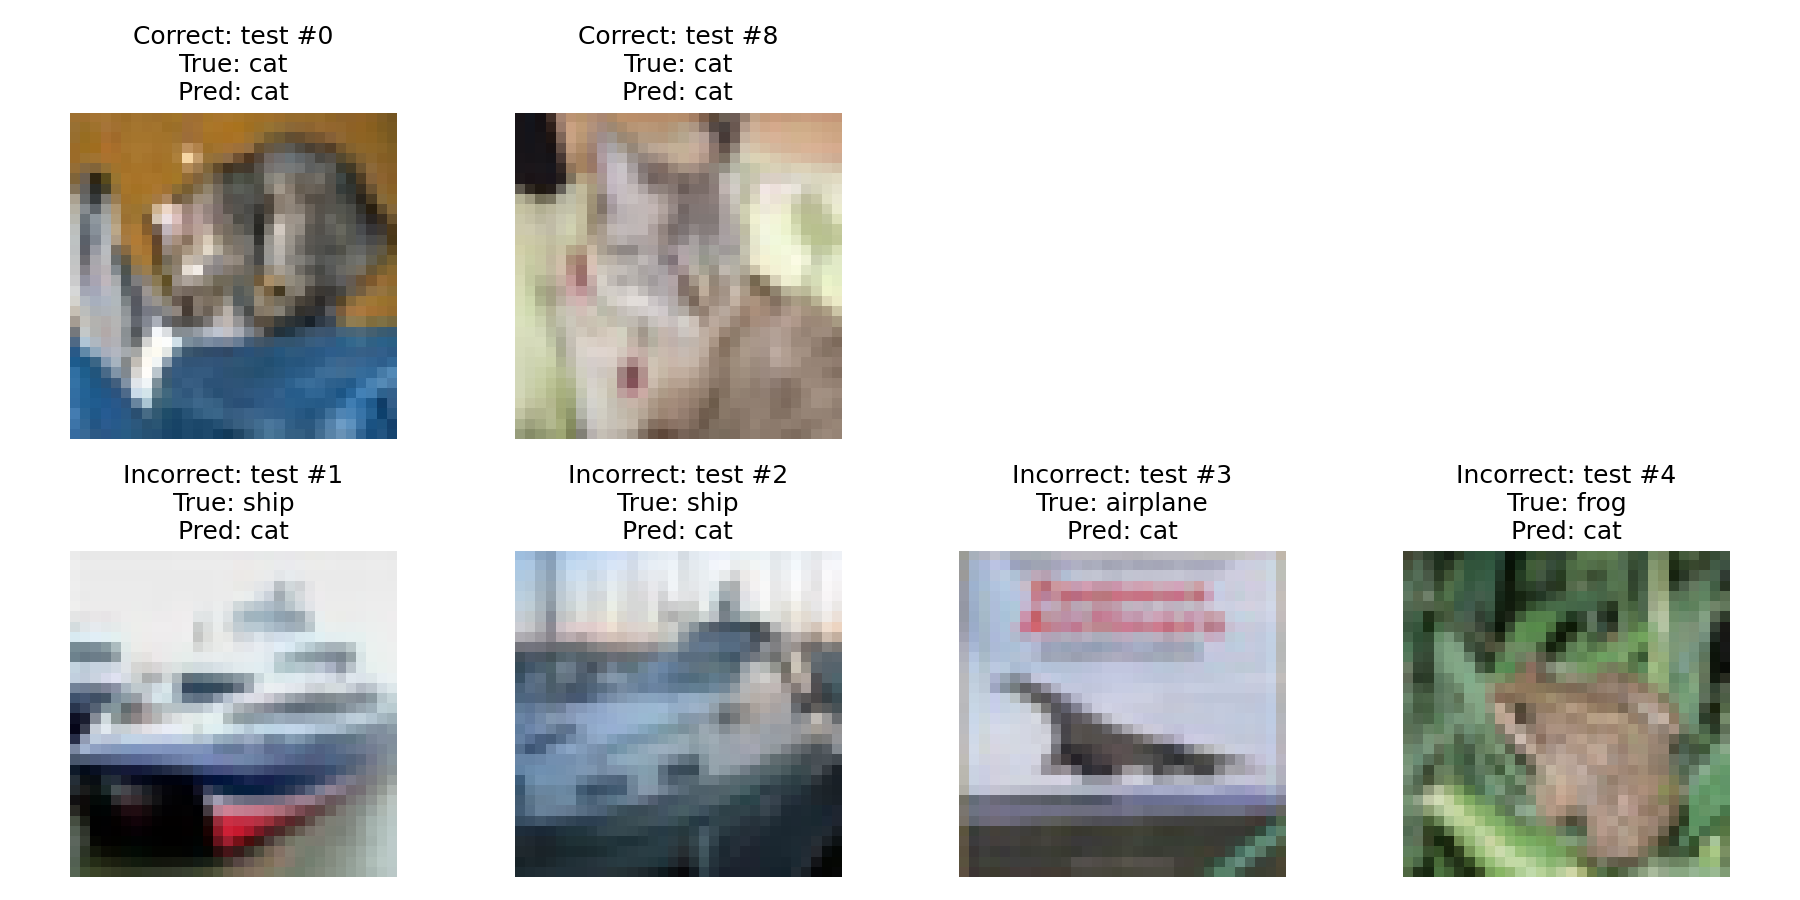 Correct: test #0
True: cat
Pred: cat
Correct: test #8
True: cat
Pred: cat
Incorrect: test #1
True: ship
Pred: cat
Incorrect: test #2
True: ship
Pred: cat
Incorrect: test #3
True: airplane
Pred: cat
Incorrect: test #4
True: frog
Pred: cat